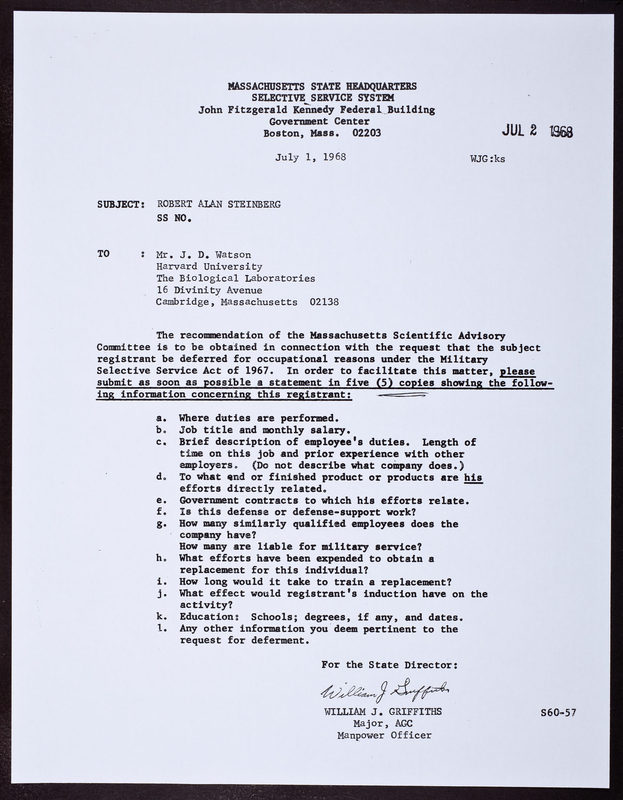 MASSACHUSETTS STATE HEADQUARTERS
SELECTIVE SERVICE SYSTEM
John Fitzgerald Kennedy Federal Building
Government Center
Boston, Mass. 02203
JUL 2 1968
July 1, 1968
WJG:ks
SUBJECT: ROBERT ALAN STEINBERG
SS NO.
TO : Mr. J. D. Watson
Harvard University
The Biological Laboratories
16 Divinity Avenue
Cambridge, Massachusetts 02138
The recommendation of the Massachusetts Scientific Advisory
Committee is to be obtained in connection with the request that the subject
registrant be deferred for occupational reasons under the Military
Selective Service Act of 1967. In order to facilitate this matter, please
submit as soon as possible a statement in five (5) copies showing the follow-
ing information concerning this registrant:
a. Where duties are performed.
b. Job title and monthly salary.
c. Brief description of employee's duties. Length of
time on this job and prior experience with other
employers. (Do not describe what company does.)
d. To what end or finished product or products are his
efforts directly related.
e. Government contracts to which his efforts relate.
f. Is this defense or defense-support work?
g. How many similarly qualified employees does the
company have?
How many are liable for military service?
h. What efforts have been expended to obtain a
replacement for this individual?
i. How long would it take to train a replacement?
j. What effect would registrant's induction have on the
activity?
k. Education: Schools; degrees, if any, and dates.
l. Any other information you deem pertinent to the
request for deferment.
For the State Director:
William J Griffiths
WILLIAM J. GRIFFITHS
S60-57
Major, AGC
Manpower Officer